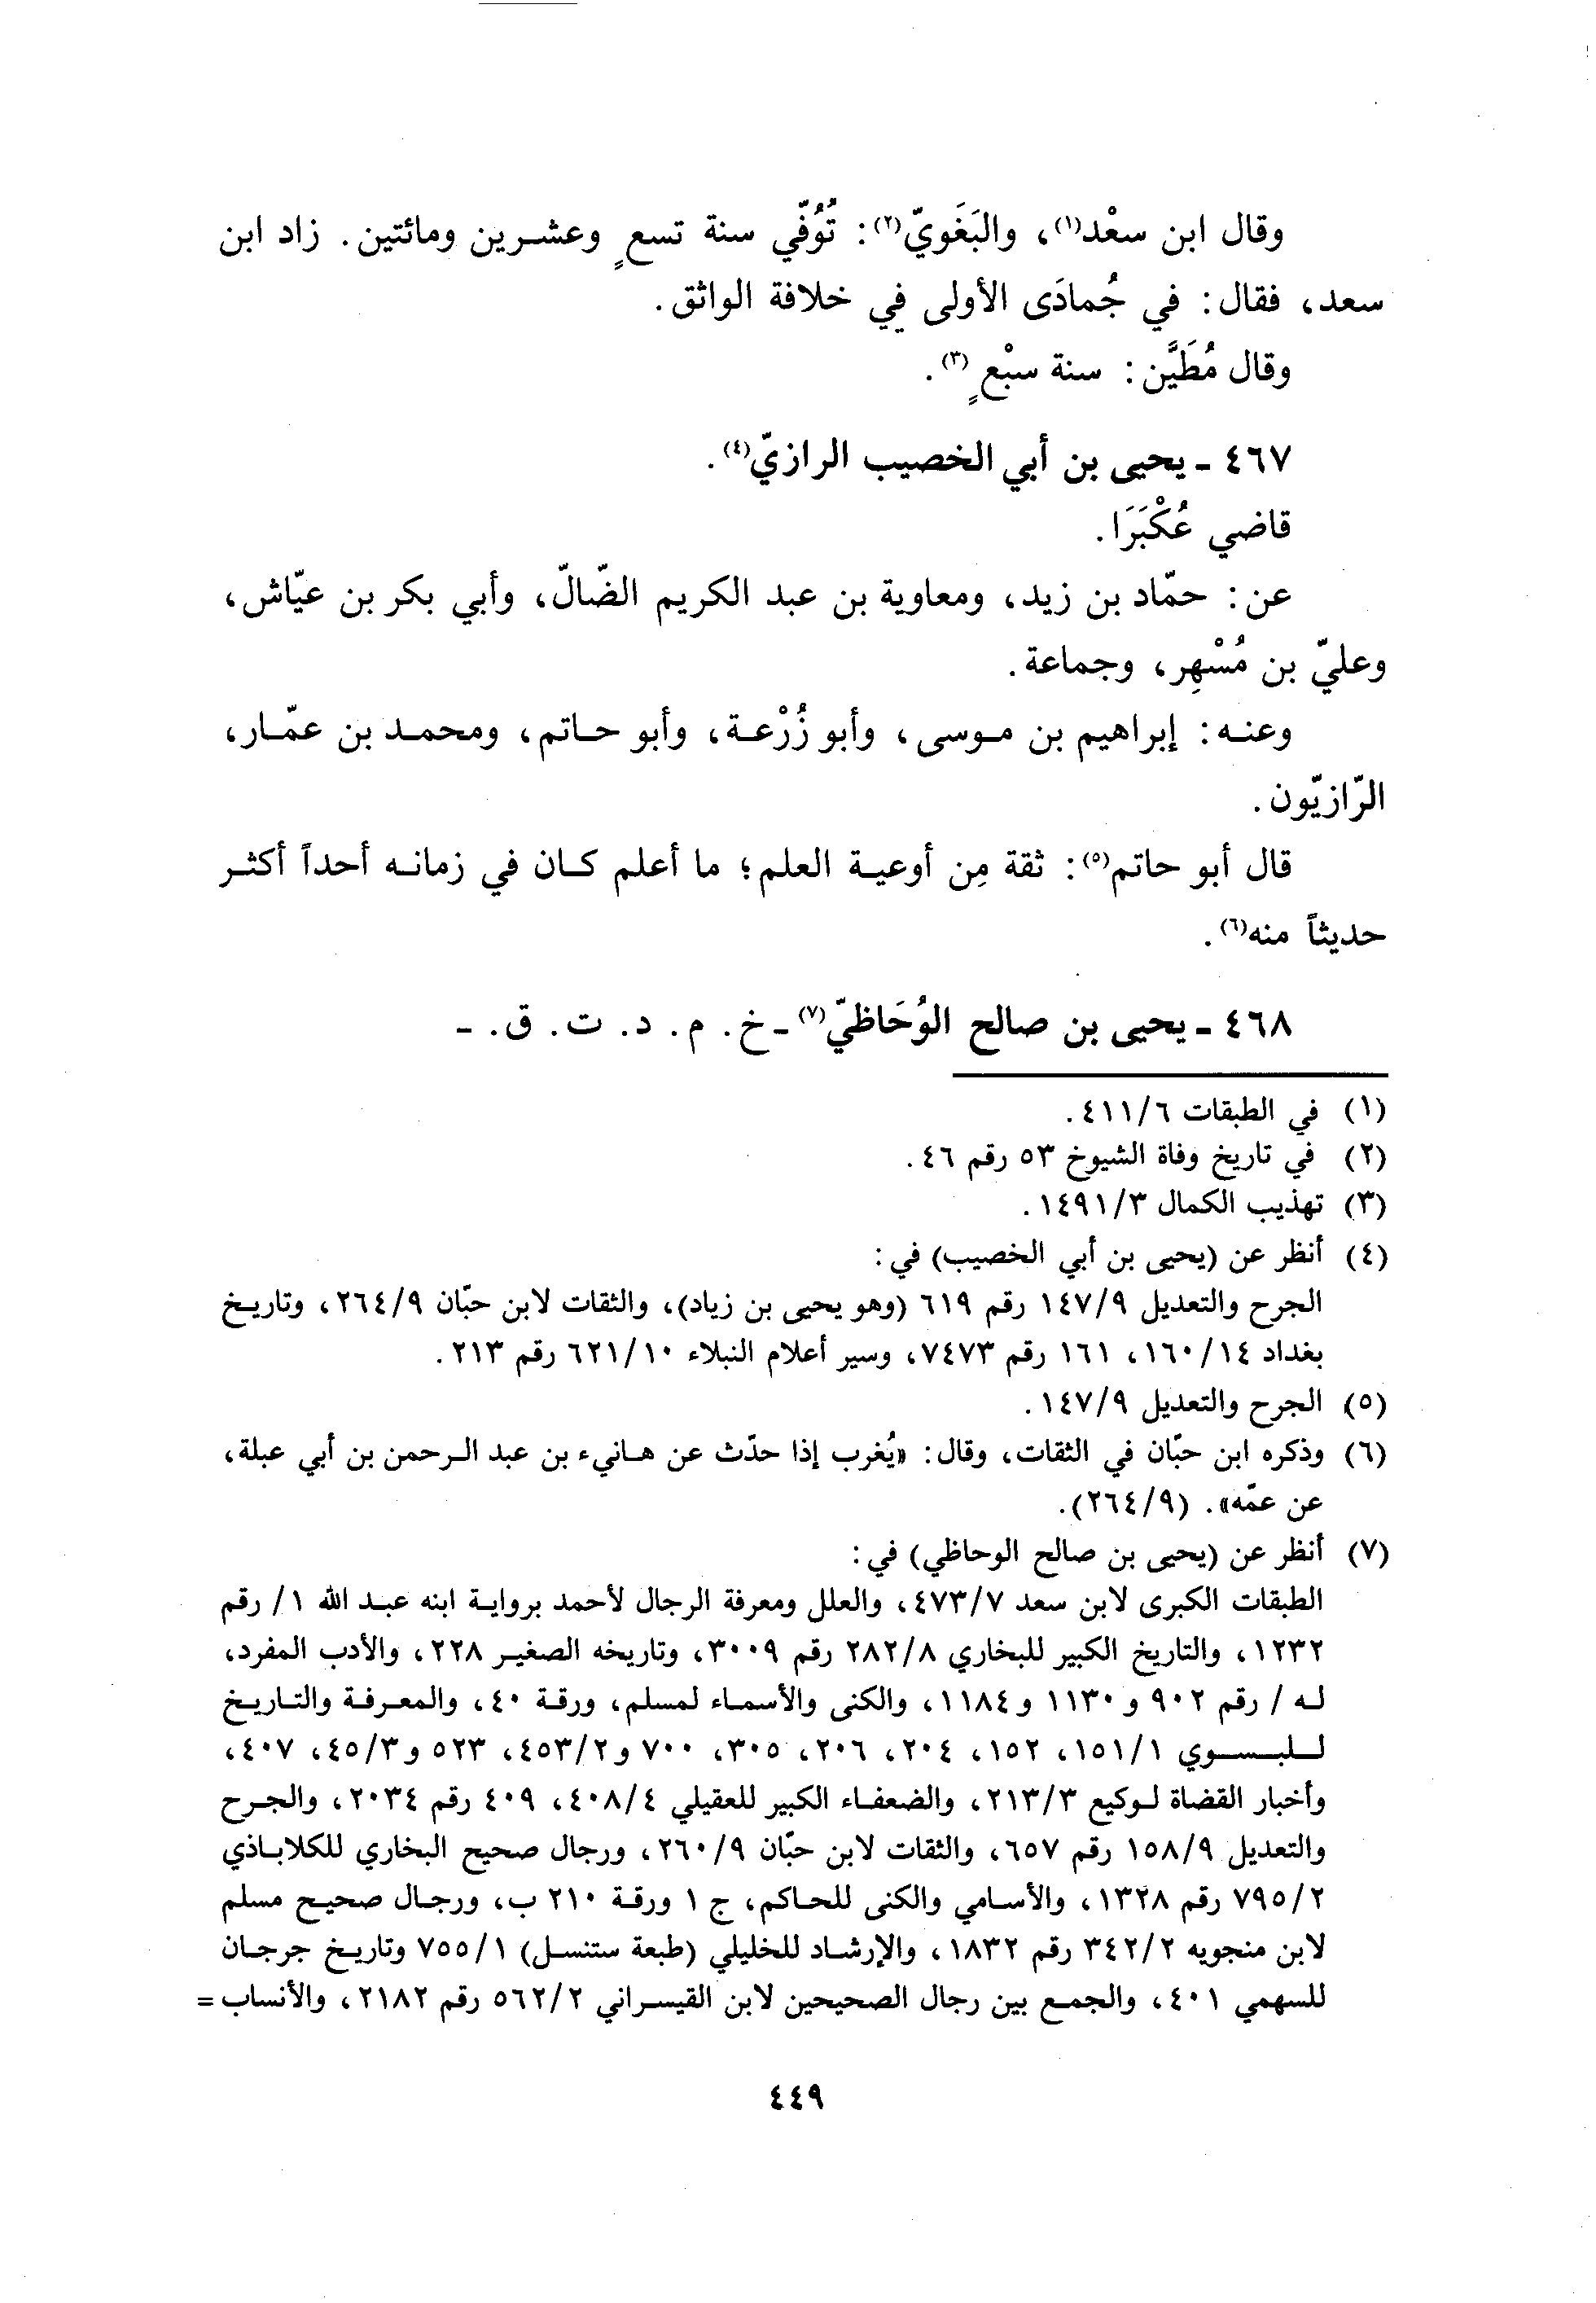 وقال ابن سعْد(١)، والبَغَويّ(٢): تُوُفّي سنة تسعٍ وعشرين ومائتين. زاد ابن
سعد، فقال: في جُمادَى الأولى في خلافة الواثق.
وقال مُطَيَّن: سنة سبْعٍ(٣).
٤٦٧ - يحيى بن أبي الخصيب الرازيّ(٤).
قاضي عُكْبَرَا.
عن: حمّاد بن زيد، ومعاوية بن عبد الكريم الضّالّ، وأبي بكر بن عيّاش،
وعليّ بن مُسْهِر، وجماعة.
وعنه: إبراهيم بن موسى، وأبو زُرْعة، وأبو حاتم، ومحمد بن عمّار،
الرّازيّون.
قال أبو حاتم(٥): ثقة مِن أوعية العلم؛ ما أعلم كان في زمانه أحداً أكثر
حديثاً منه(٦).
٤٦٨ - يحيى بن صالح الوُحَاظيّ(٧) - خ. م. د. ت. ق. -
(١) في الطبقات ٤١١/٦.
(٢) في تاريخ وفاة الشيوخ ٥٣ رقم ٤٦.
(٣) تهذيب الكمال ١٤٩١/٣.
(٤) أنظر عن (يحيى بن أبي الخصيب) في:
الجرح والتعديل ١٤٧/٩ رقم ٦١٩ (وهو يحيى بن زياد)، والثقات لابن حبّان ٢٦٤/٩، وتاريخ
بغداد ١٦٠/١٤، ١٦١ رقم ٧٤٧٣، وسير أعلام النبلاء ٦٢١/١٠ رقم ٢١٣.
(٥) الجرح والتعديل ١٤٧/٩.
(٦) وذكره ابن حبّان في الثقات، وقال: «يُغرب إذا حدّث عن هانيء بن عبد الرحمن بن أبي عبلة،
عن عمّه». (٢٦٤/٩).
(٧) أنظر عن (يحيى بن صالح الوحاظي) في:
الطبقات الكبرى لابن سعد ٤٧٣/٧، والعلل ومعرفة الرجال لأحمد برواية ابنه عبد الله ١/ رقم
١٢٣٢، والتاريخ الكبير للبخاري ٢٨٢/٨ رقم ٣٠٠٩، وتاريخه الصغير ٢٢٨، والأدب المفرد،
له / رقم ٩٠٢ و ١١٣٠ و ١١٨٤، والكنى والأسماء لمسلم، ورقة ٤٠، والمعرفة والتاريخ
للبسوي ١٥١/١، ١٥٢، ٢٠٤، ٢٠٦، ٣٠٥، ٧٠٠ و٤٥٣/٢، ٥٢٣ و٤٥/٣، ٤٠٧،
وأخبار القضاة لوكيع ٢١٣/٣، والضعفاء الكبير للعقيلي ٤٠٨/٤، ٤٠٩ رقم ٢٠٣٤، والجرح
والتعديل ١٥٨/٩ رقم ٦٥٧، والثقات لابن حبّان ٢٦٠/٩، ورجال صحيح البخاري للكلاباذي
٧٩٥/٢ رقم ١٣٢٨، والأسامي والكنى للحاكم، ج ١ ورقة ٢١٠ ب، ورجال صحيح مسلم
لابن منجويه ٣٤٢/٢ رقم ١٨٣٢، والإرشاد للخليلي (طبعة ستنسل) ٧٥٥/١ وتاريخ جرجان
للسهمي ٤٠١، والجمع بين رجال الصحيحين لابن القيسراني ٥٦٢/٢ رقم ٢١٨٢، والأنساب =
٤٤٩